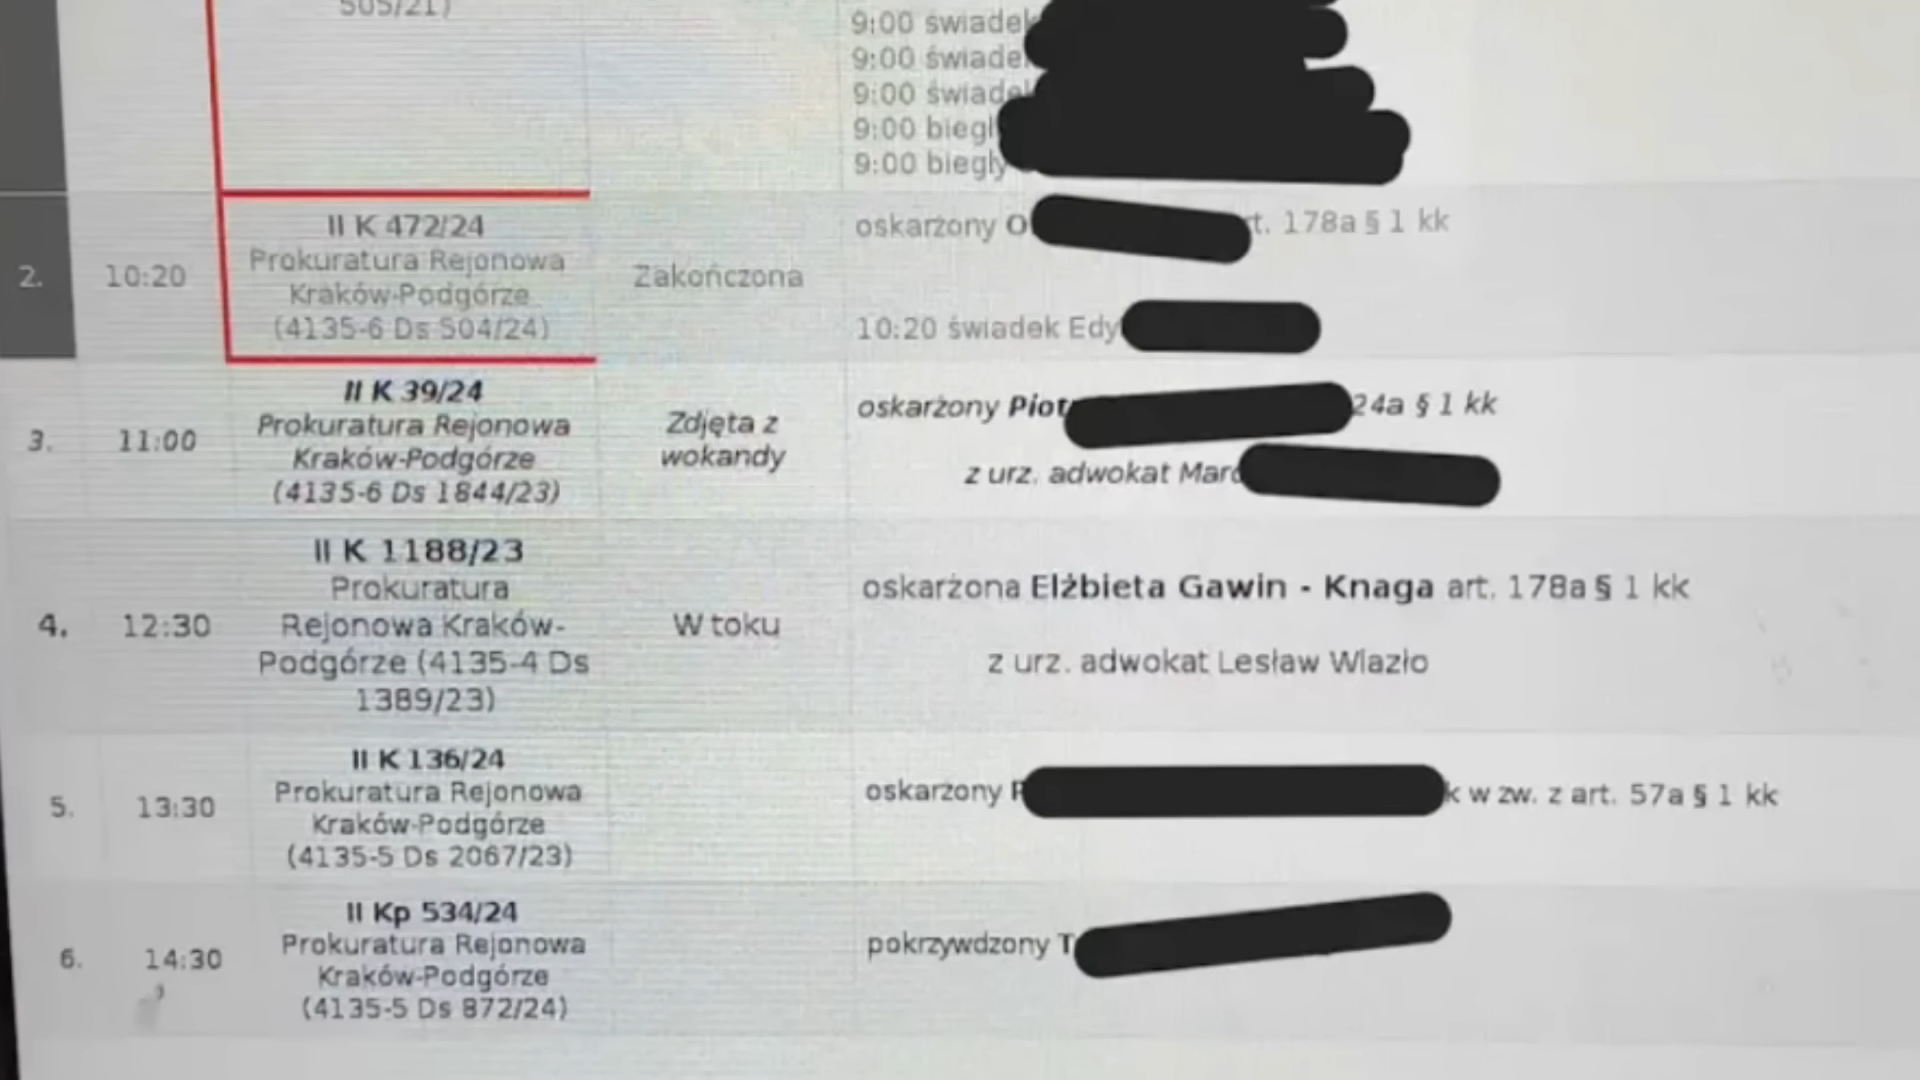 505/21)
9:00 świadek
9:00 świadek
9:00 świadek
9:00 biegł
9:00 biegły
2.
10:20
II K 472/24
Prokuratura Rejonowa
Kraków-Podgórze
(4135-6 Ds 504/24)
Zakończona
oskarżony O
t. 178a § 1 kk
10:20 świadek Edy
3.
11:00
II K 39/24
Prokuratura Rejonowa
Kraków-Podgórze
(4135-6 Ds 1844/23)
Zdjęta z
wokandy
oskarżony Piot
24a § 1 kk
z urz. adwokat Marc
4.
12:30
II K 1188/23
Prokuratura
Rejonowa Kraków-
Podgórze (4135-4 Ds
1389/23)
W toku
oskarżona Elżbieta Gawin - Knaga art. 178a § 1 kk
z urz. adwokat Lesław Wiazło
5.
13:30
II K 136/24
Prokuratura Rejonowa
Kraków-Podgórze
(4135-5 Ds 2067/23)
oskarżony
k w zw. z art. 57a § 1 kk
6.
14:30
II Kp 534/24
Prokuratura Rejonowa
Kraków-Podgórze
(4135-5 Ds 872/24)
pokrzywdzony T